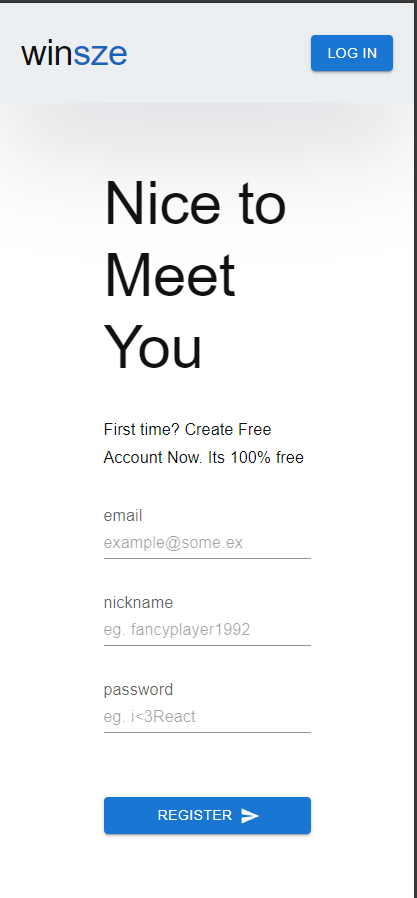 winsze
LOG IN
Nice to
Meet
You
First time? Create Free
Account Now. Its 100% free
email
example@some.ex
nickname
eg. fancyplayer1992
password
eg. i<3React
REGISTER